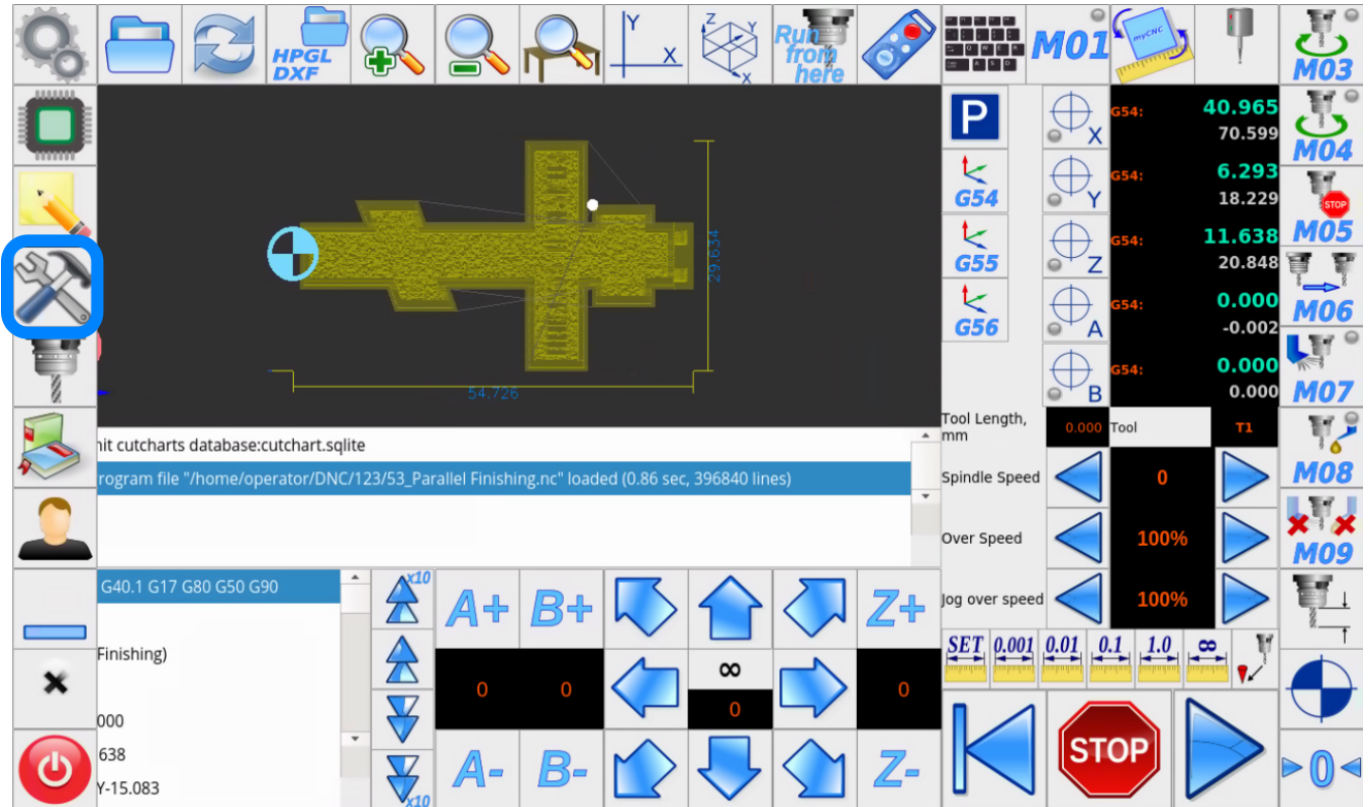 HPGL
DXF
Y
X
Z
Y
X
Run
from
here
M01
myCNC
M03
P
X
G54:
40.965
70.599
M04
G54
Y
G54:
6.293
18.229
STOP
M05
G55
Z
G54:
11.638
20.848
M06
G56
A
G54:
0.000
-0.002
B
G54:
0.000
0.000
M07
29.634
54.726
Tool Length,
mm
0.000
Tool
T1
nit cutcharts database:cutchart.sqlite
rogram file "/home/operator/DNC/123/53_Parallel Finishing.nc" loaded (0.86 sec, 396840 lines)
Spindle Speed
0
M08
Over Speed
100%
M09
Jog over speed
100%
G40.1 G17 G80 G50 G90
Finishing)
000
638
Y-15.083
x10
x10
A+ B+
Z+
0 0
∞
0
0
A- B-
Z-
SET 0.001 0.01 0.1 1.0 ∞
STOP
0